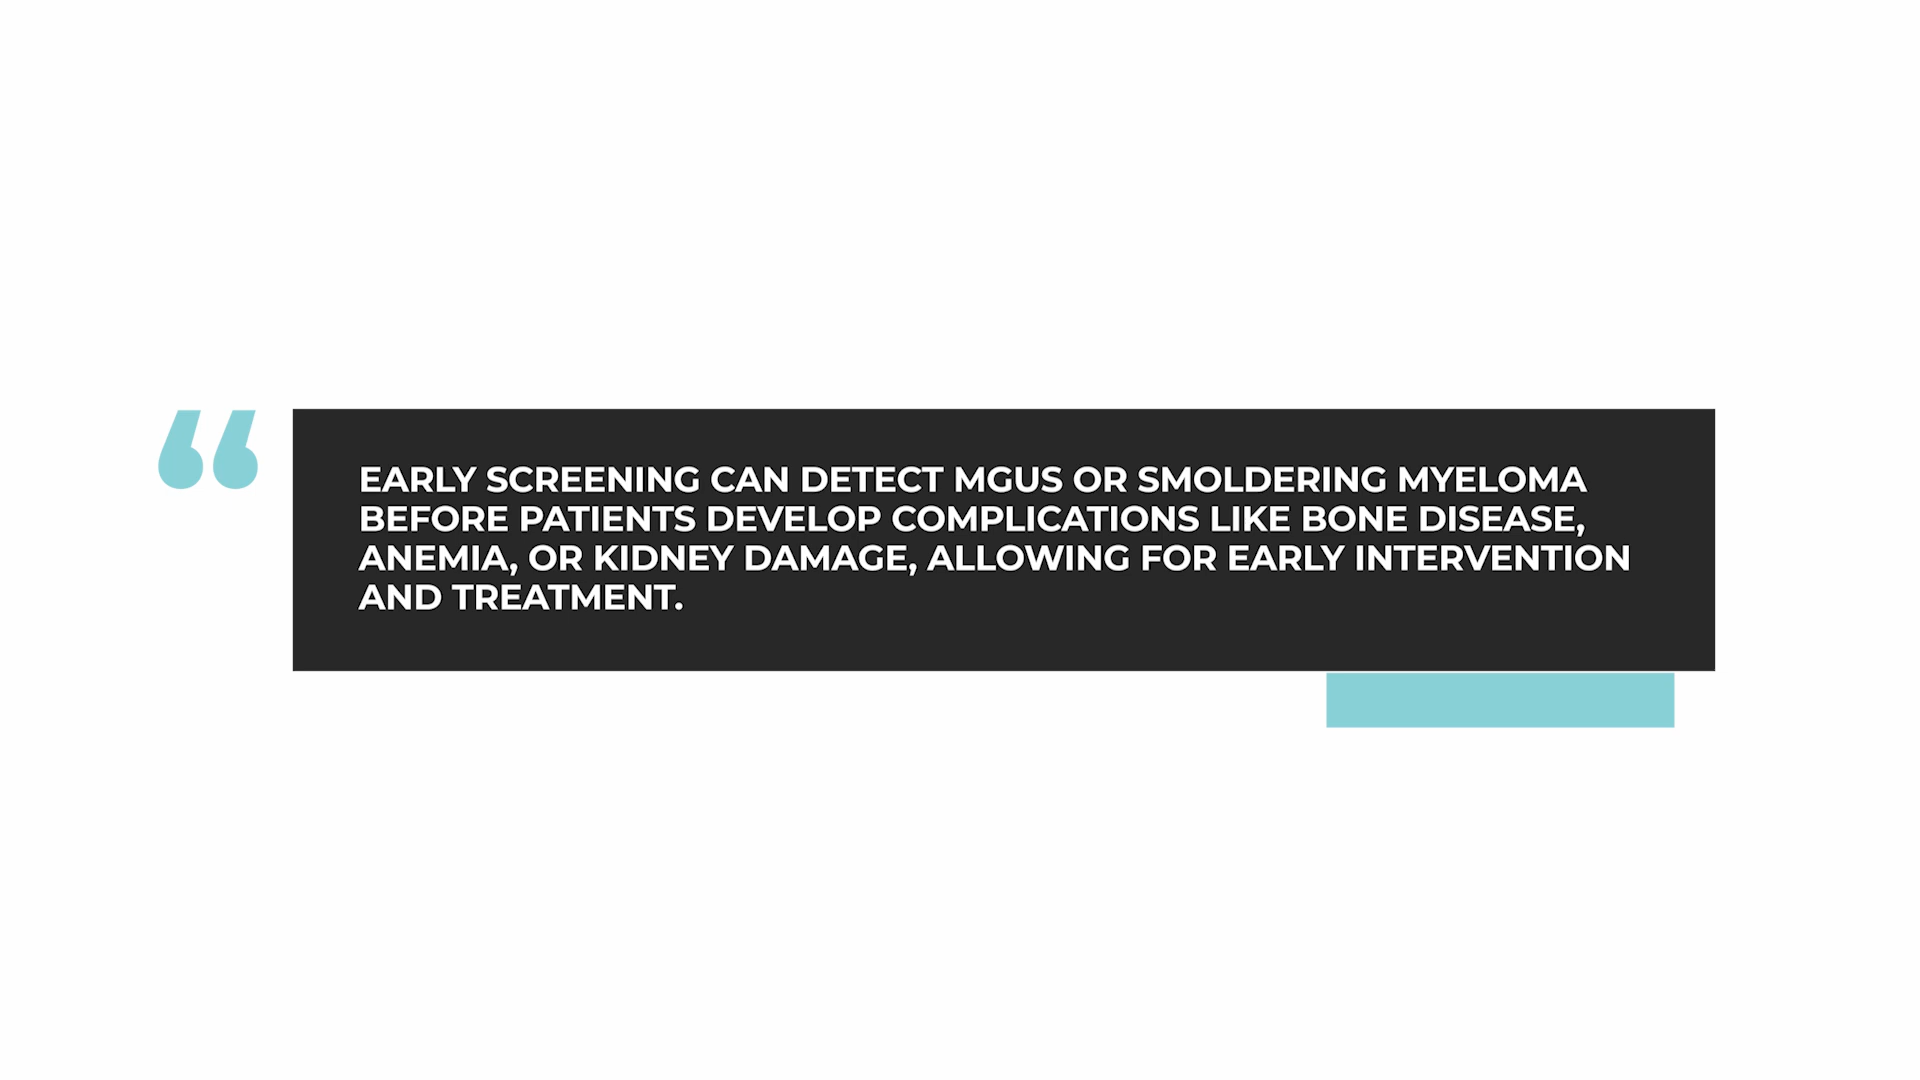 “
EARLY SCREENING CAN DETECT MGUS OR SMOLDERING MYELOMA
BEFORE PATIENTS DEVELOP COMPLICATIONS LIKE BONE DISEASE,
ANEMIA, OR KIDNEY DAMAGE, ALLOWING FOR EARLY INTERVENTION
AND TREATMENT.